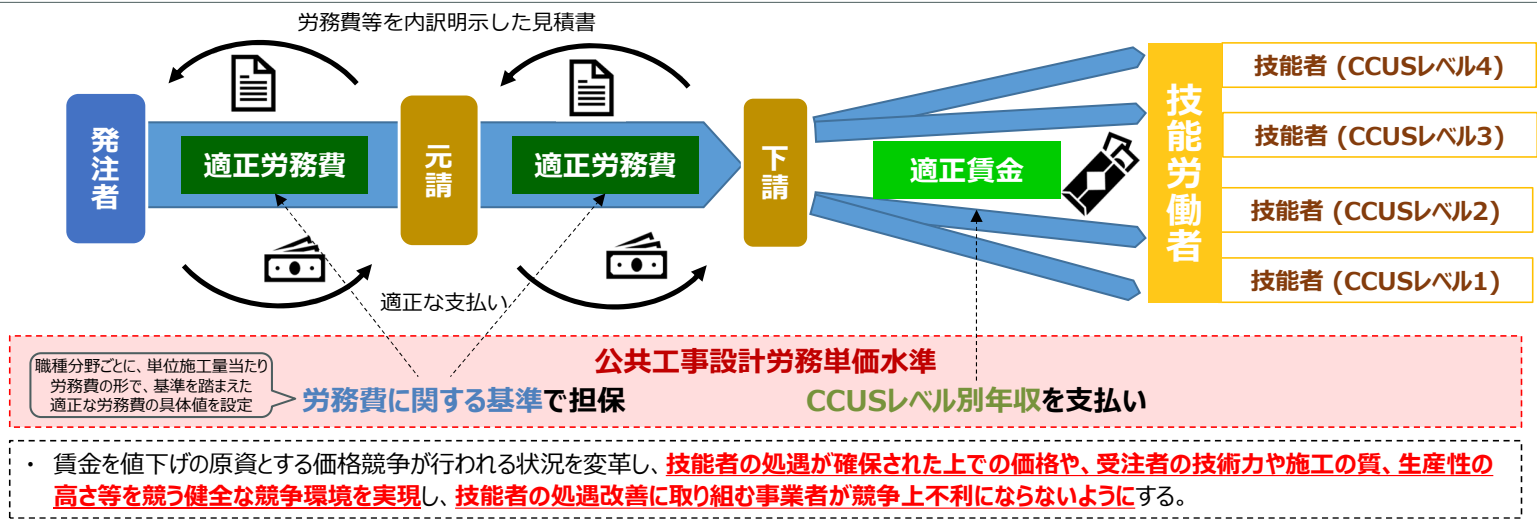 労務費等を内訳明示した見積書
発注者
適正労務費
元請
適正労務費
下請
適正賃金
技能労働者
技能者 (CCUSレベル4)
技能者 (CCUSレベル3)
技能者 (CCUSレベル2)
技能者 (CCUSレベル1)
適正な支払い
公共工事設計労務単価水準
職種分野ごとに、単位施工量当たり
労務費の形で、基準を踏まえた
適正な労務費の具体値を設定
労務費に関する基準で担保
CCUSレベル別年収を支払い
・ 賃金を値下げの原資とする価格競争が行われる状況を変革し、技能者の処遇が確保された上での価格や、受注者の技術力や施工の質、生産性の
高さ等を競う健全な競争環境を実現し、技能者の処遇改善に取り組む事業者が競争上不利にならないようにする。